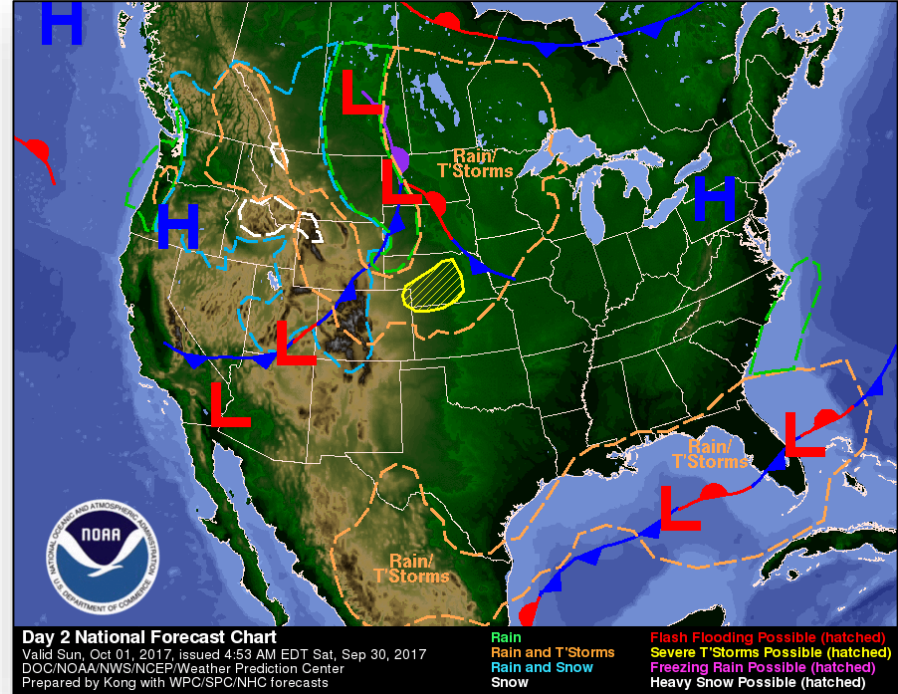 H
L
Rain/
T'Storms
L
H
H
L
L
L
Rain/
T'Storms
L
Rain/
T'Storms
NATIONAL OCEANIC AND ATMOSPHERIC ADMINISTRATION
NOAA
U.S. DEPARTMENT OF COMMERCE
Day 2 National Forecast Chart
Valid Sun, Oct 01, 2017, issued 4:53 AM EDT Sat, Sep 30, 2017
DOC/NOAA/NWS/NCEP/Weather Prediction Center
Prepared by Kong with WPC/SPC/NHC forecasts
Rain
Rain and T'Storms
Rain and Snow
Snow
Flash Flooding Possible (hatched)
Severe T'Storms Possible (hatched)
Freezing Rain Possible (hatched)
Heavy Snow Possible (hatched)